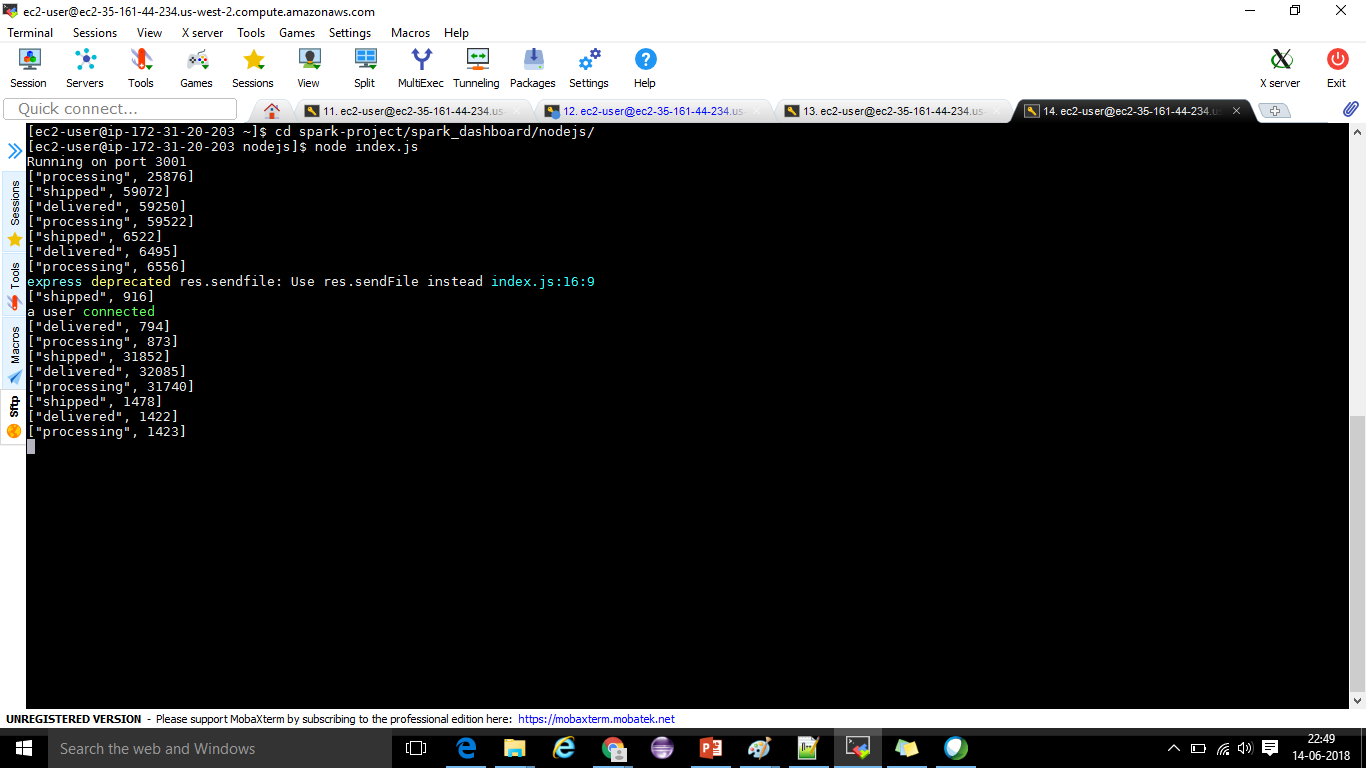 ec2-user@ec2-35-161-44-234.us-west-2.compute.amazonaws.com
Terminal Sessions View X server Tools Games Settings Macros Help
Session Servers Tools Games Sessions View Split MultiExec Tunneling Packages Settings Help X server Exit
Quick connect...
11. ec2-user@ec2-35-161-44-234.us
12. ec2-user@ec2-35-161-44-234.us
13. ec2-user@ec2-35-161-44-234.us
14. ec2-user@ec2-35-161-44-234.us
Sessions
Tools
Macros
Sftp
[ec2-user@ip-172-31-20-203 ~]$ cd spark-project/spark_dashboard/nodejs/
[ec2-user@ip-172-31-20-203 nodejs]$ node index.js
Running on port 3001
["processing", 25876]
["shipped", 59072]
["delivered", 59250]
["processing", 59522]
["shipped", 6522]
["delivered", 6495]
["processing", 6556]
express deprecated res.sendfile: Use res.sendFile instead index.js:16:9
["shipped", 916]
a user connected
["delivered", 794]
["processing", 873]
["shipped", 31852]
["delivered", 32085]
["processing", 31740]
["shipped", 1478]
["delivered", 1422]
["processing", 1423]
UNREGISTERED VERSION - Please support MobaXterm by subscribing to the professional edition here: https://mobaxterm.mobatek.net
Search the web and Windows
22:49
14-06-2018